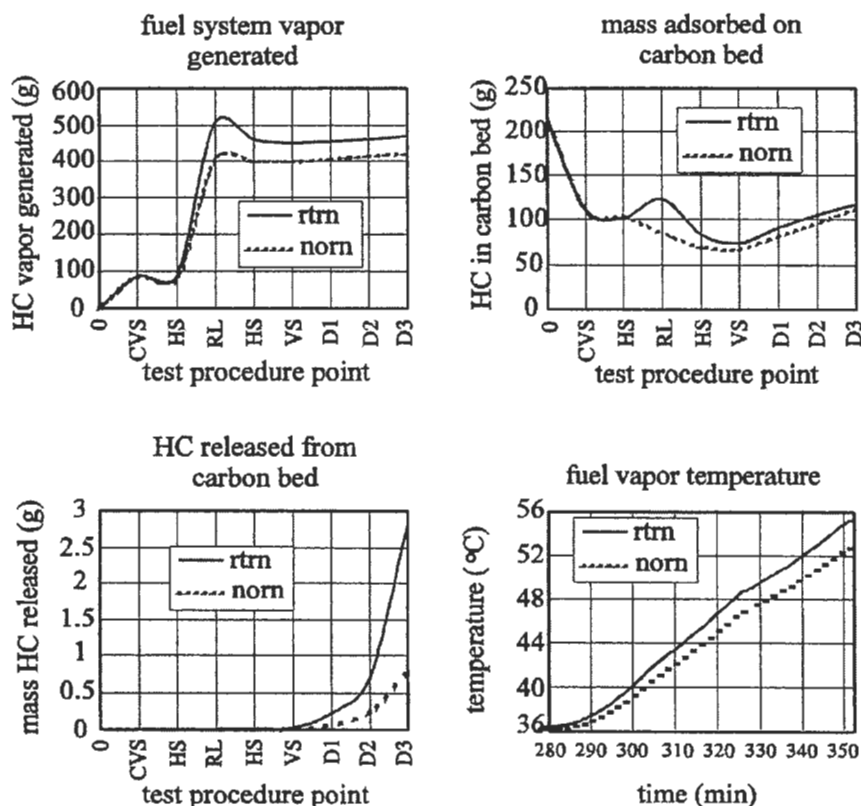 fuel system vapor
generated
HC vapor generated (g)
600
500
400
300
200
100
0
rtrn
norn
0 CVS HS RL HS VS D1 D2 D3
test procedure point
mass adsorbed on
carbon bed
HC in carbon bed (g)
250
200
150
100
50
0
rtrn
norn
0 CVS HS RL HS VS D1 D2 D3
test procedure point
HC released from
carbon bed
mass HC released (g)
3
2.5
2
1.5
1
0.5
0
rtrn
norn
0 CVS HS RL HS VS D1 D2 D3
test procedure point
fuel vapor temperature
temperature (°C)
56
52
48
44
40
36
rtrn
norn
280 290 300 310 320 330 340 350
time (min)